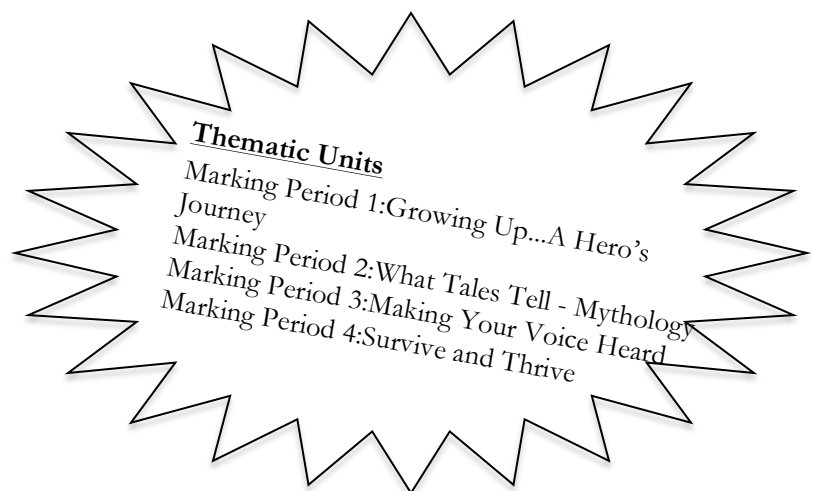 Thematic Units
Marking Period 1:Growing Up...A Hero’s
Journey
Marking Period 2:What Tales Tell - Mythology
Marking Period 3:Making Your Voice Heard
Marking Period 4:Survive and Thrive